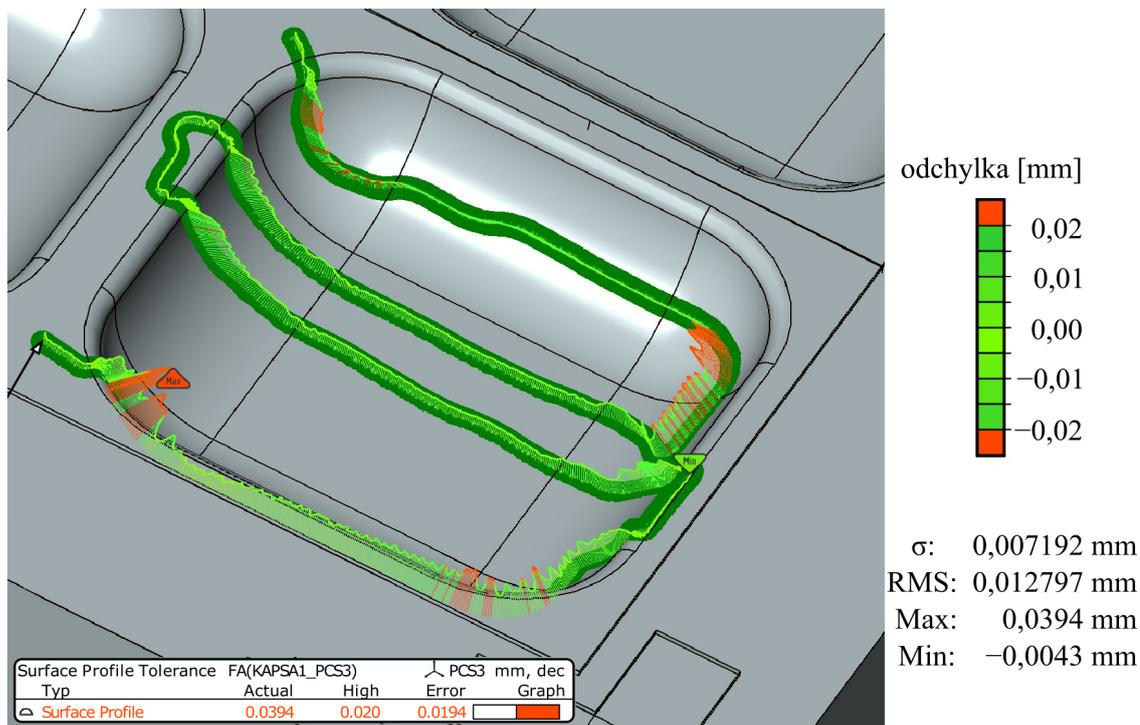 Max
Min
Surface Profile Tolerance FA(KAPSA1_PCS3) PCS3 mm, dec
Typ Actual High Error Graph
Surface Profile 0.0394 0.020 0.0194
odchylka [mm]
0,02
0,01
0,00
−0,01
−0,02
σ: 0,007192 mm
RMS: 0,012797 mm
Max: 0,0394 mm
Min: −0,0043 mm